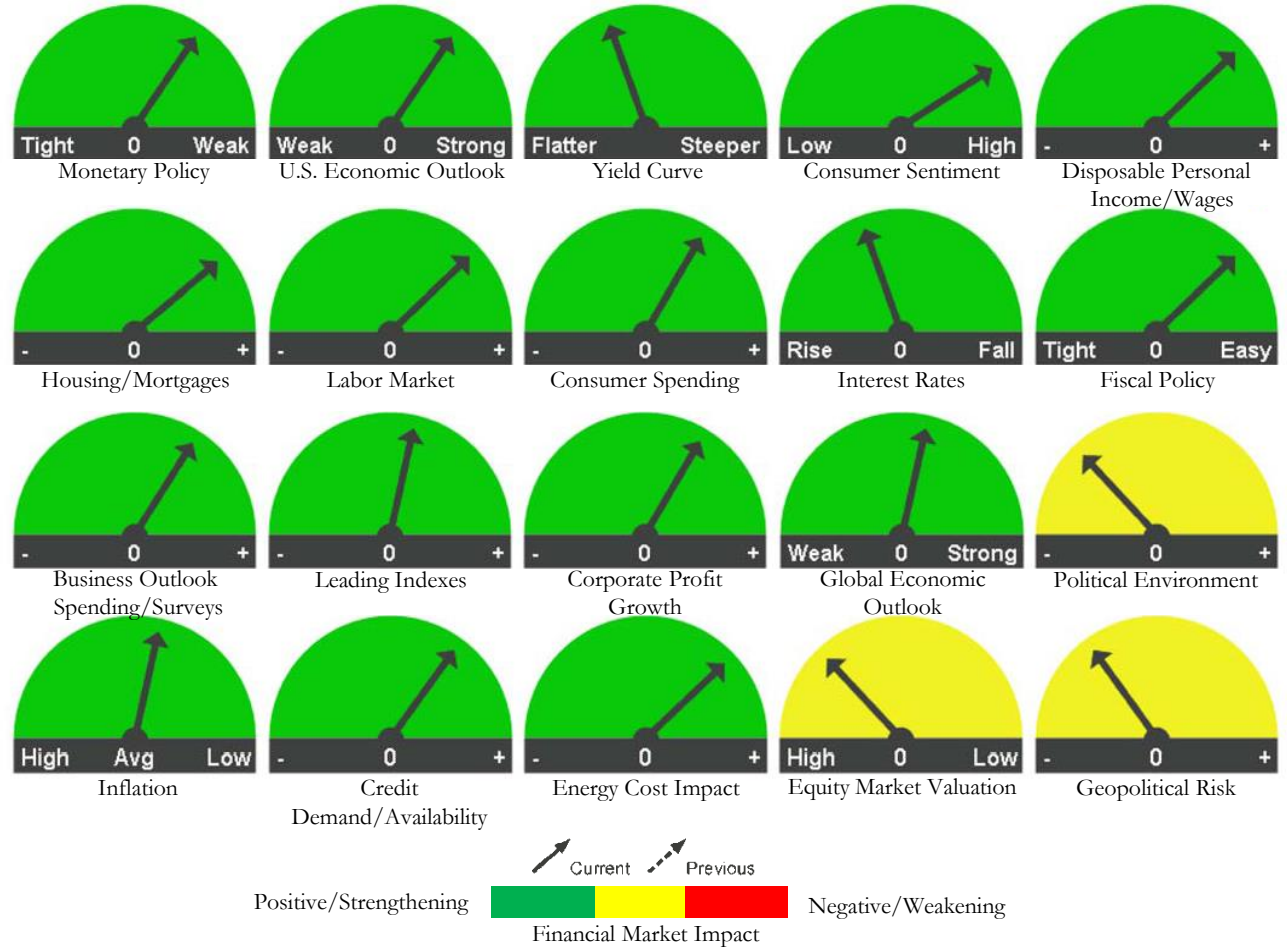 Tight 0 Weak
Monetary Policy
Weak 0 Strong
U.S. Economic Outlook
Flatter Steeper
Yield Curve
Low 0 High
Consumer Sentiment
- 0 +
Disposable Personal
Income/Wages
- 0 +
Housing/Mortgages
- 0 +
Labor Market
- 0 +
Consumer Spending
Rise 0 Fall
Interest Rates
Tight 0 Easy
Fiscal Policy
- 0 +
Business Outlook
Spending/Surveys
- 0 +
Leading Indexes
- 0 +
Corporate Profit
Growth
Weak 0 Strong
Global Economic
Outlook
- 0 +
Political Environment
High Avg Low
Inflation
- 0 +
Credit
Demand/Availability
- 0 +
Energy Cost Impact
High 0 Low
Equity Market Valuation
- 0 +
Geopolitical Risk
Current Previous
Positive/Strengthening Negative/Weakening
Financial Market Impact